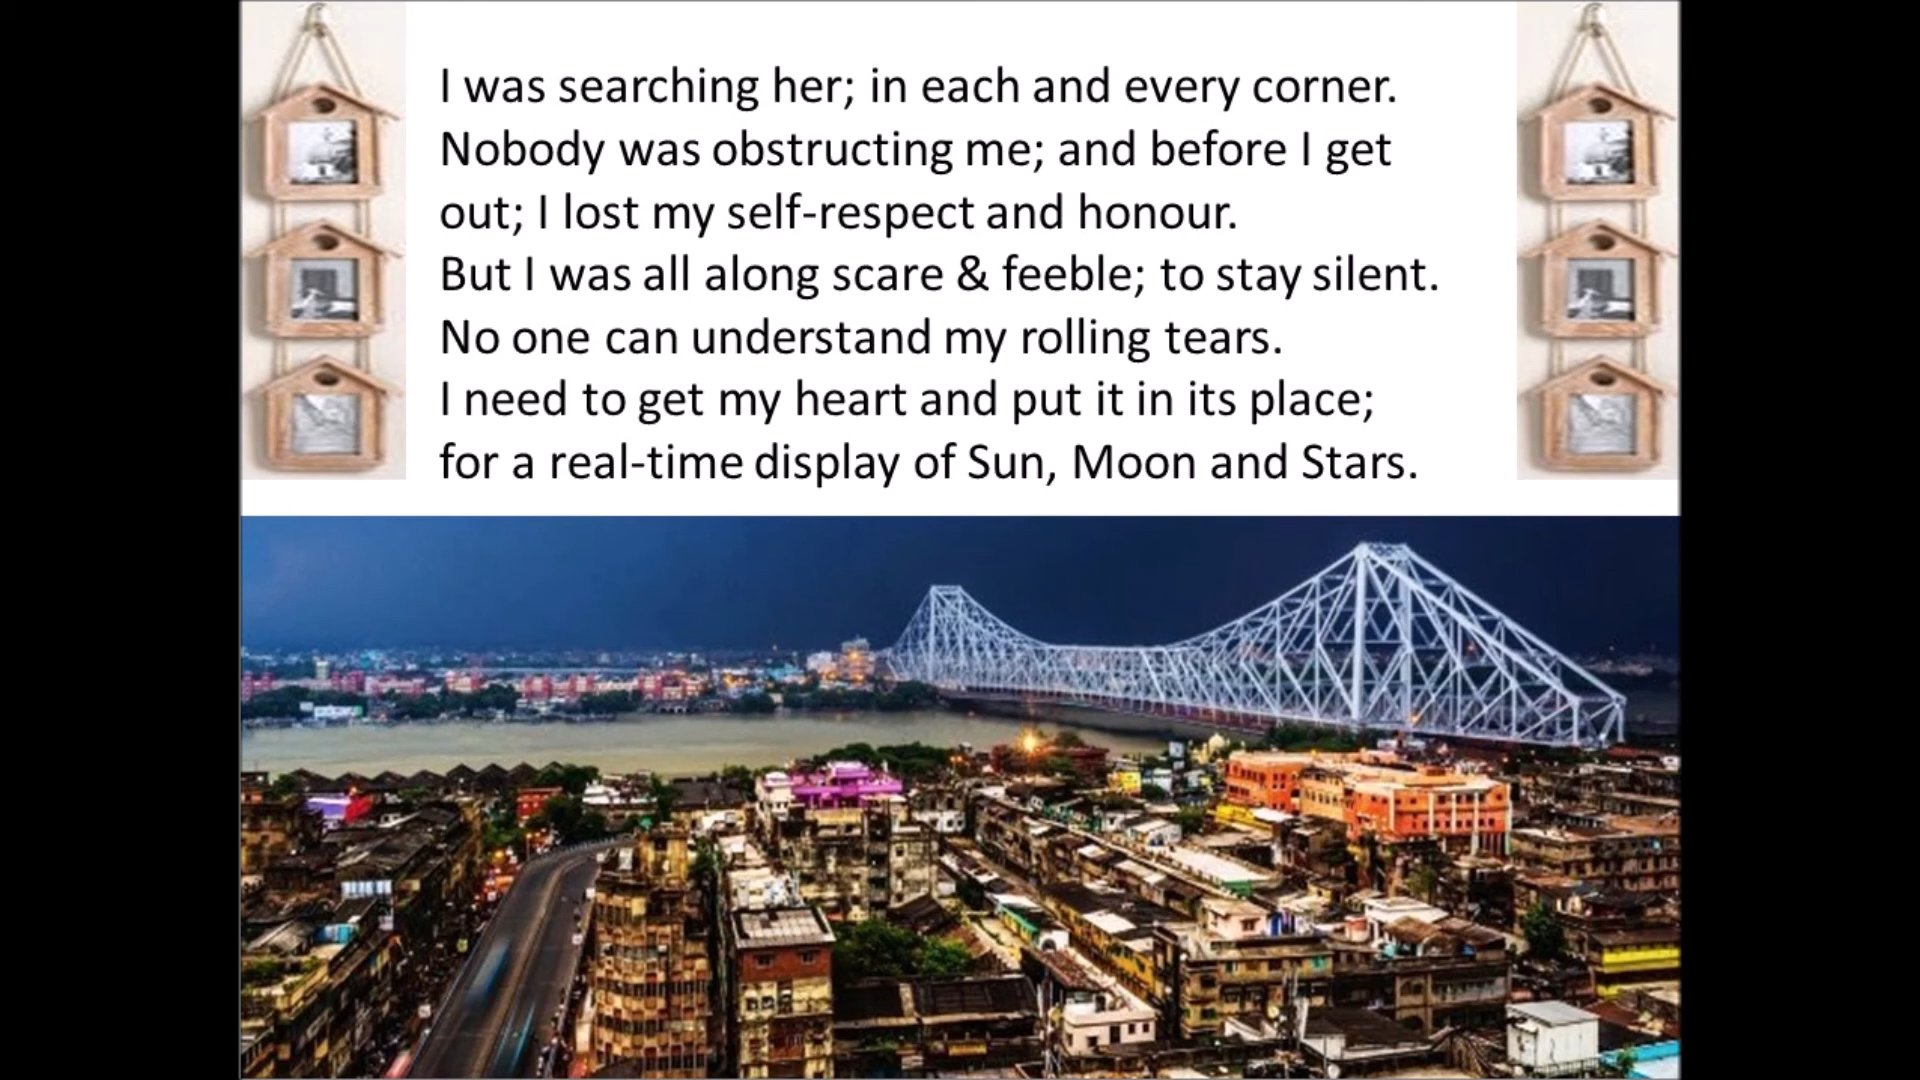 I was searching her; in each and every corner.
Nobody was obstructing me; and before I get
out; I lost my self-respect and honour.
But I was all along scare & feeble; to stay silent.
No one can understand my rolling tears.
I need to get my heart and put it in its place;
for a real-time display of Sun, Moon and Stars.